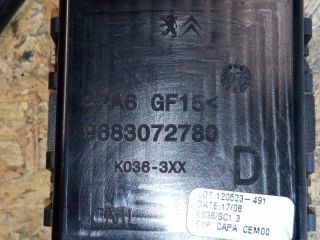 >PA6 GF15<
9683072780
K036-3XX
D
LOT 120523-491
DATE:17/08
K036/SC1.3
EMP CAPA CEM00